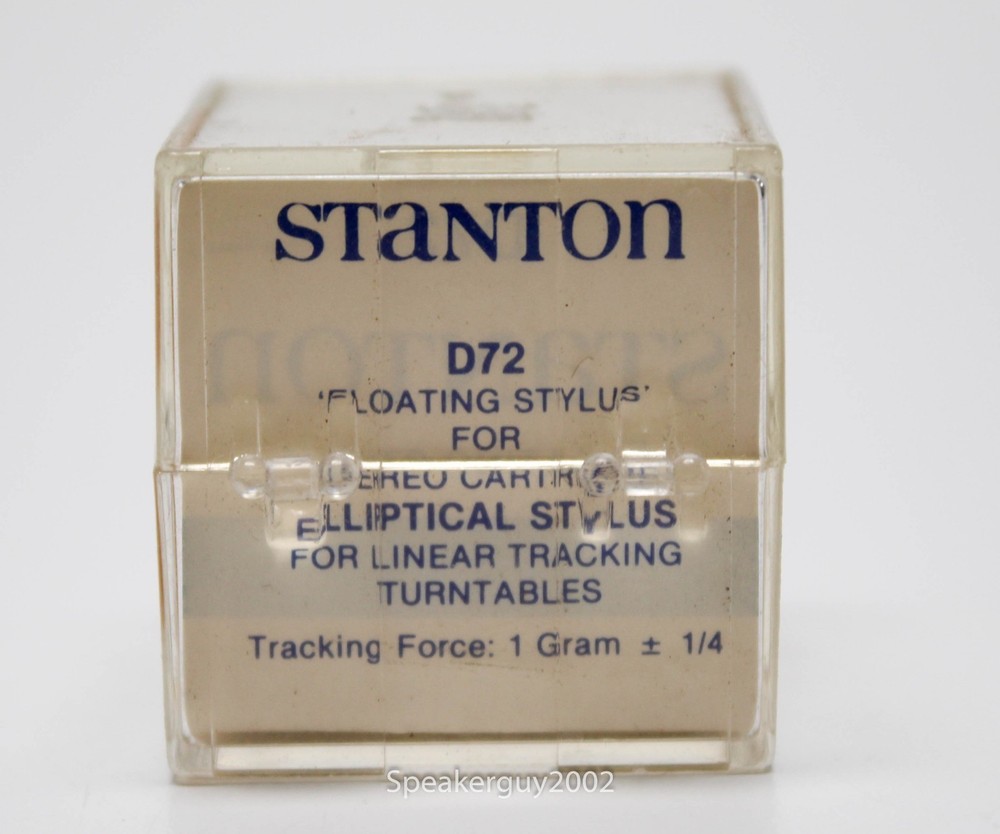 STANTON
D72
'FLOATING STYLUS'
FOR
ELLIPTICAL STYLUS
FOR LINEAR TRACKING
TURNTABLES
Tracking Force: 1 Gram ± 1/4
Speakerguy2002